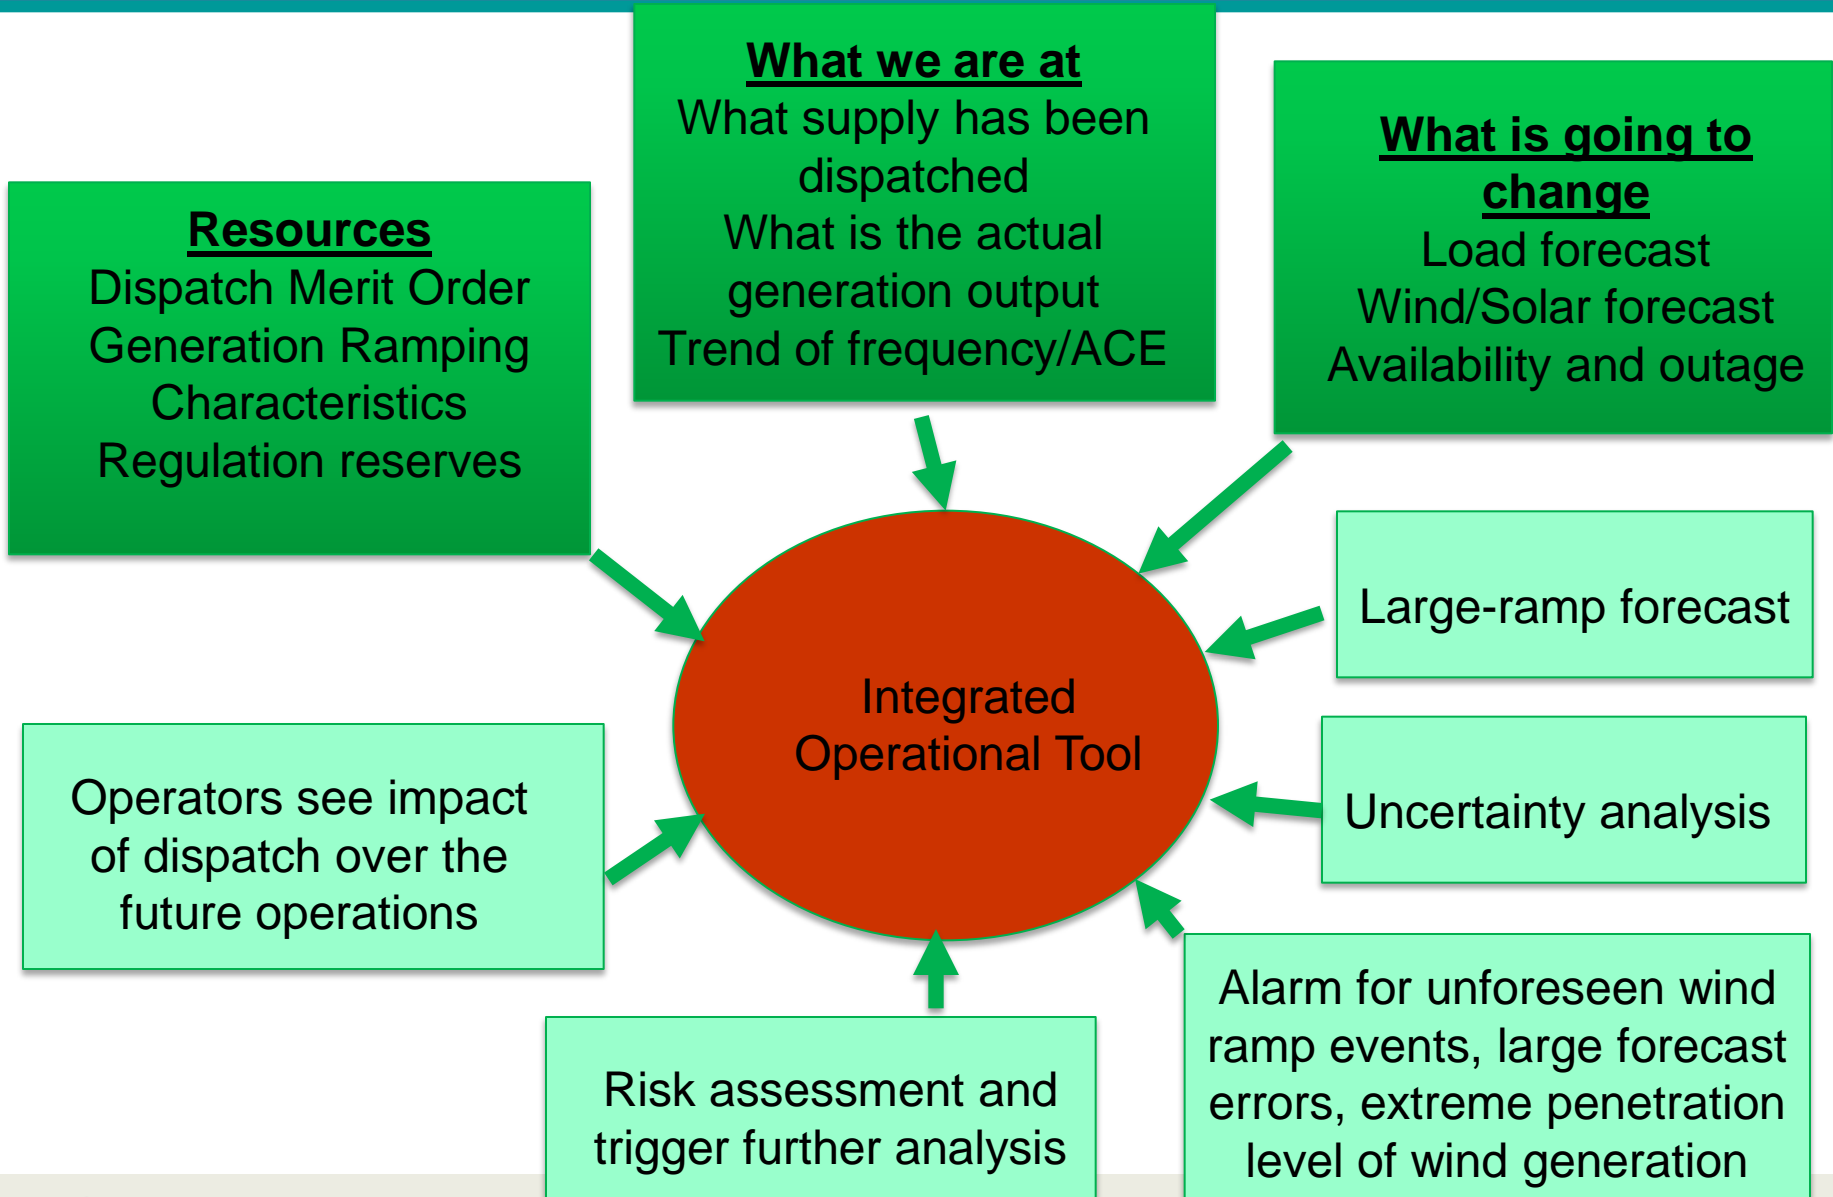 What we are at
What supply has been
dispatched
What is the actual
generation output
Trend of frequency/ACE
What is going to
change
Load forecast
Wind/Solar forecast
Availability and outage
Resources
Dispatch Merit Order
Generation Ramping
Characteristics
Regulation reserves
Large-ramp forecast
Integrated
Operational Tool
Uncertainty analysis
Operators see impact
of dispatch over the
future operations
Alarm for unforeseen wind
ramp events, large forecast
errors, extreme penetration
level of wind generation
Risk assessment and
trigger further analysis